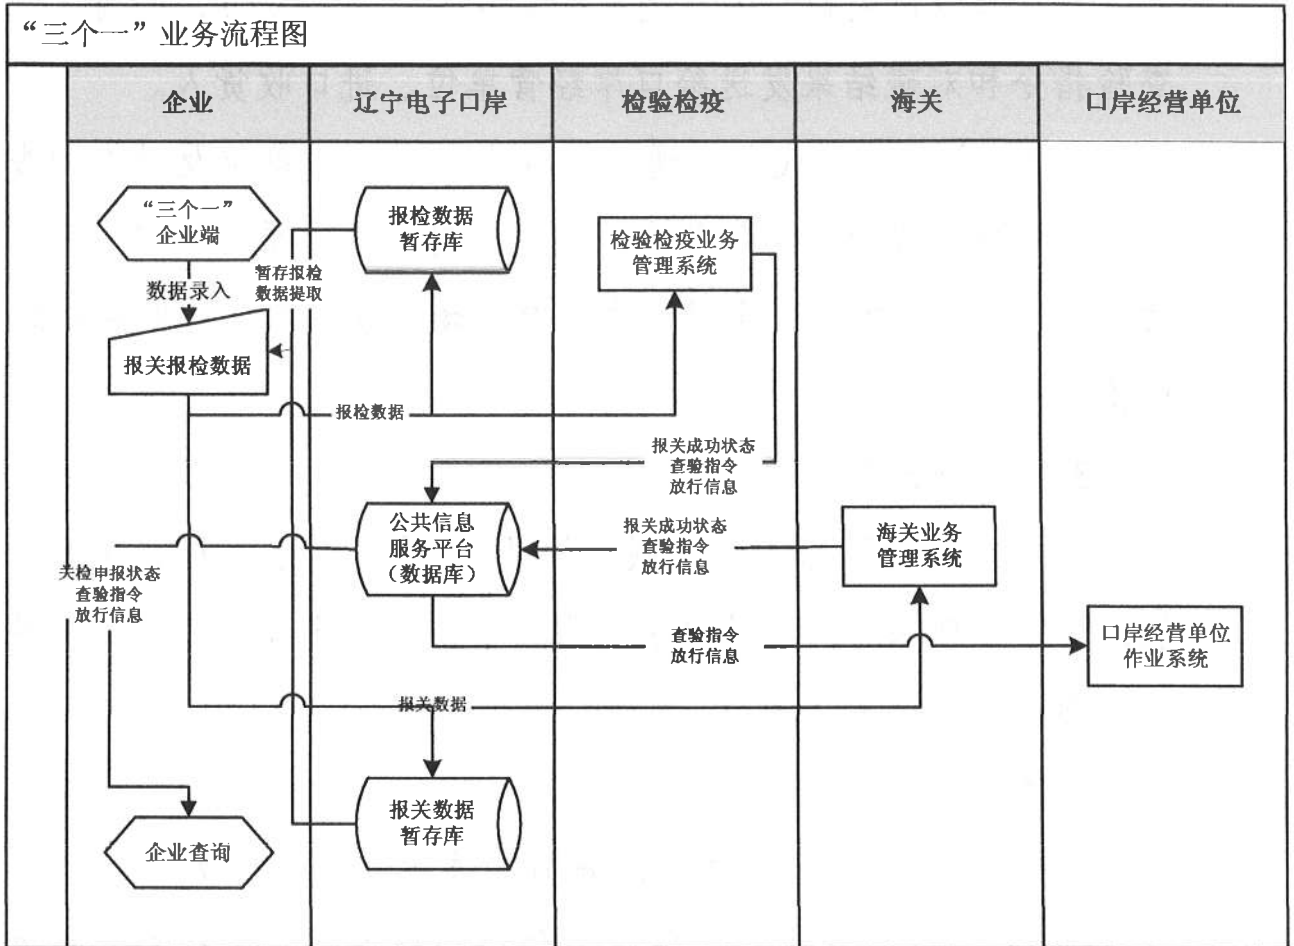 “三个一”业务流程图
企业
辽宁电子口岸
检验检疫
海关
口岸经营单位
“三个一”
企业端
数据录入
报关报检数据
暂存报检
数据提取
报检数据
暂存库
检验检疫业务
管理系统
报检数据
报关成功状态
查验指令
放行信息
公共信息
服务平台
（数据库）
报关成功状态
查验指令
放行信息
海关业务
管理系统
关检申报状态
查验指令
放行信息
查验指令
放行信息
口岸经营单位
作业系统
报关数据
报关数据
暂存库
企业查询